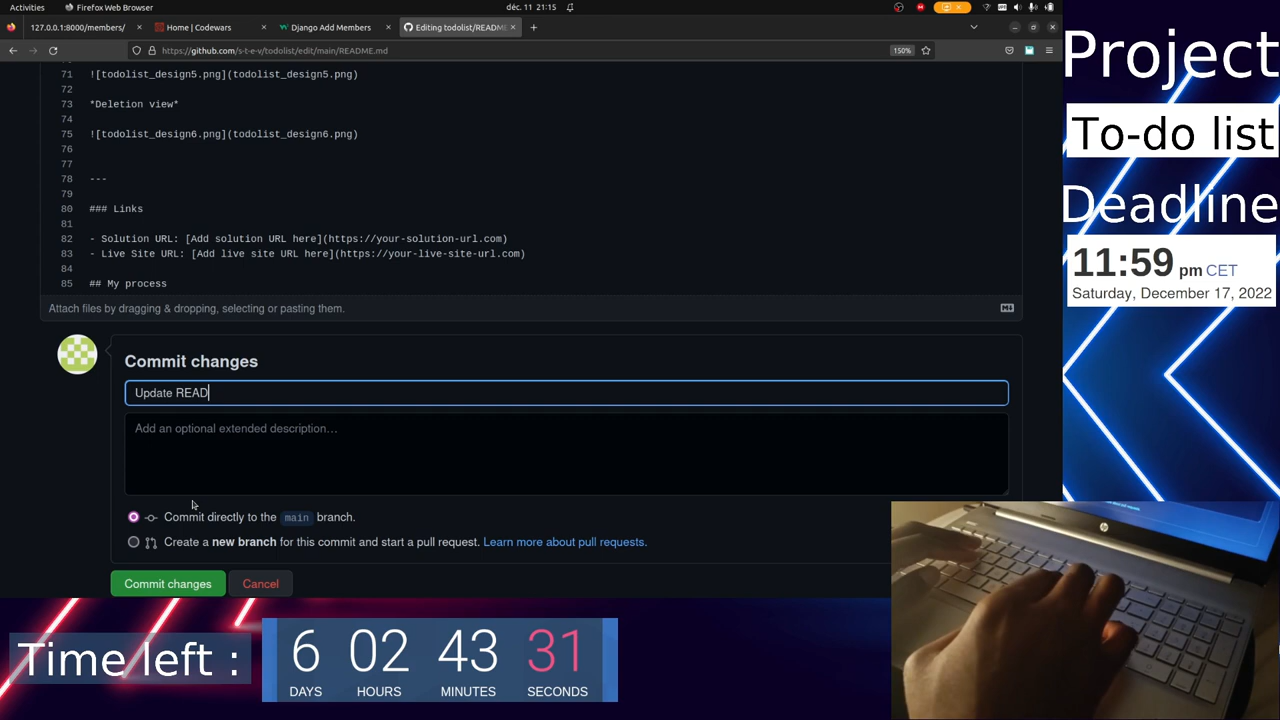 Activities
Firefox Web Browser
déc. 11 21:15
127.0.0.1:8000/members/
Home | Codewars
Django Add Members
Editing todolist/README
https://github.com/s-t-e-v/todolist/edit/main/README.md
150%
71 ![todolist_design5.png](todolist_design5.png)
72
73 *Deletion view*
74
75 ![todolist_design6.png](todolist_design6.png)
76
77
78 ---
79
80 ### Links
81
82 - Solution URL: [Add solution URL here](https://your-solution-url.com)
83 - Live Site URL: [Add live site URL here](https://your-live-site-url.com)
84
85 ## My process
Attach files by dragging & dropping, selecting or pasting them.
Commit changes
Update READ
Add an optional extended description…
Commit directly to the main branch.
Create a new branch for this commit and start a pull request. Learn more about pull requests.
Commit changes
Cancel
Project
To-do list
Deadline
11:59 pm CET
Saturday, December 17, 2022
Time left :
6 02 43 31
DAYS HOURS MINUTES SECONDS
hp